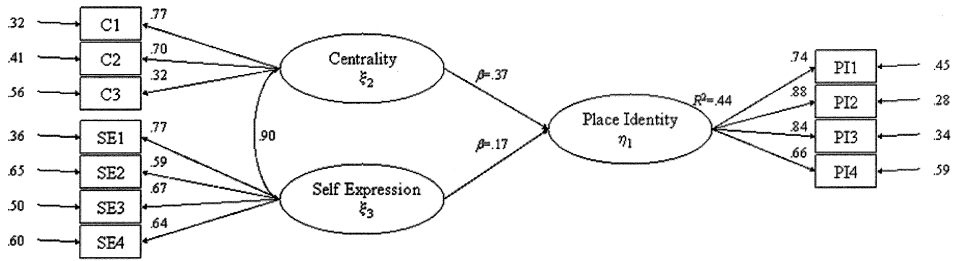 .32 C1 .77
.41 C2 .70
.56 C3 .32
Centrality
ξ2
.36 SE1 .77
.65 SE2 .59
.50 SE3 .67
.60 SE4 .64
.90
Self Expression
ξ3
β=.37
β=.17
Place Identity
η1
R²=.44
.74 PI1 .45
.88 PI2 .28
.84 PI3 .34
.66 PI4 .59